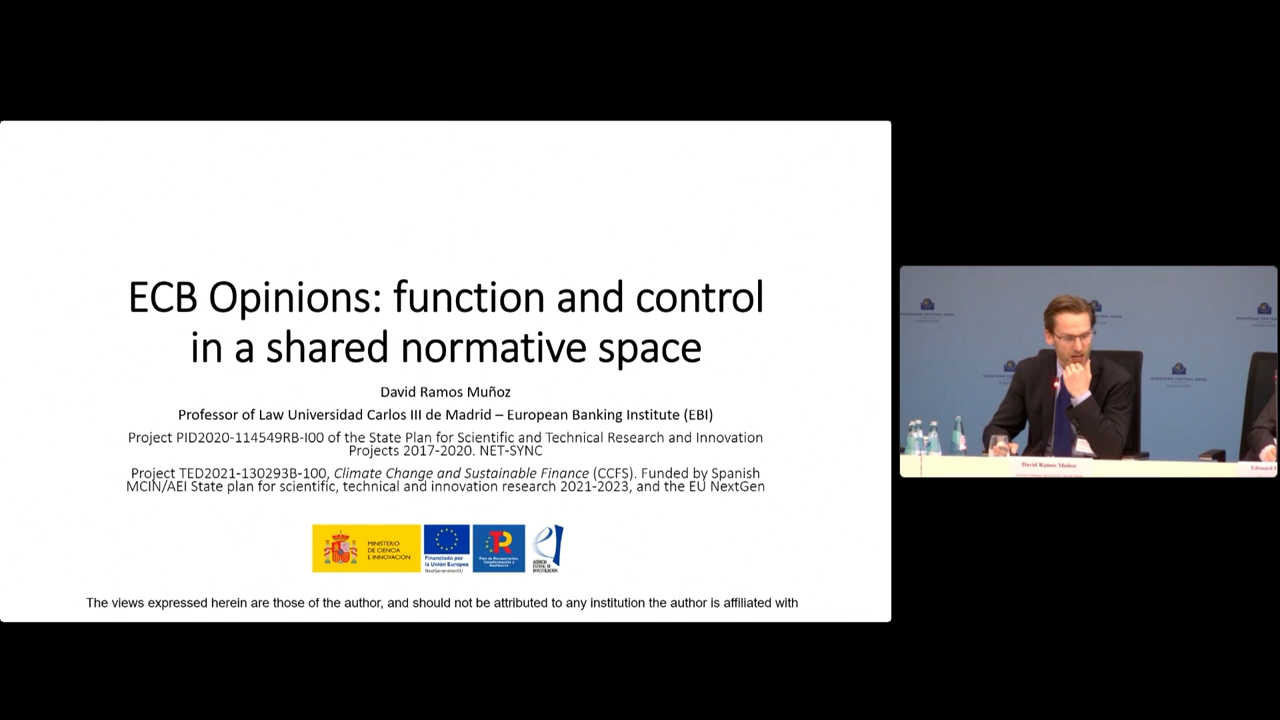 ECB Opinions: function and control
in a shared normative space
David Ramos Muñoz
Professor of Law Universidad Carlos III de Madrid – European Banking Institute (EBI)
Project PID2020-114549RB-I00 of the State Plan for Scientific and Technical Research and Innovation
Projects 2017-2020. NET-SYNC
Project TED2021-130293B-100, Climate Change and Sustainable Finance (CCFS). Funded by Spanish
MCIN/AEI State plan for scientific, technical and innovation research 2021-2023, and the EU NextGen
MINISTERIO
DE CIENCIA
E INNOVACIÓN
Financiado por
la Unión Europea
NextGenerationEU
Plan de Recuperación,
Transformación y
Resiliencia
AGENCIA
ESTATAL DE
INVESTIGACIÓN
The views expressed herein are those of the author, and should not be attributed to any institution the author is affiliated with
EUROPEAN CENTRAL BANK
David Ramos Muñoz